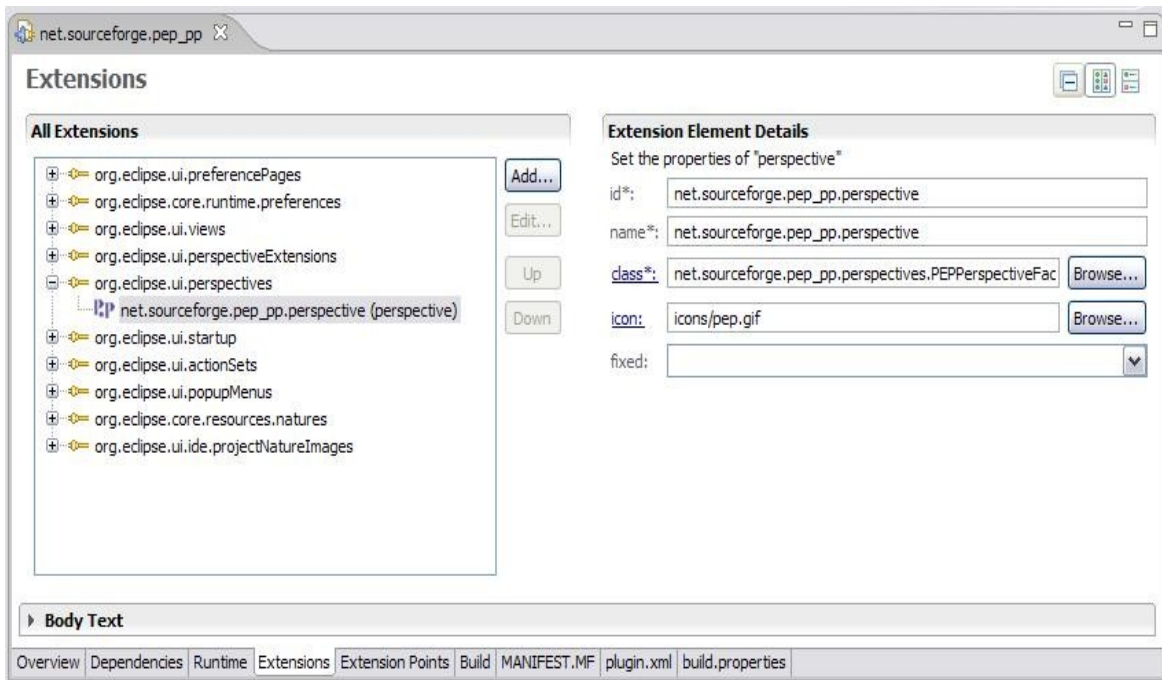 net.sourceforge.pep_pp
Extensions
All Extensions
org.eclipse.ui.preferencePages
org.eclipse.core.runtime.preferences
org.eclipse.ui.views
org.eclipse.ui.perspectiveExtensions
org.eclipse.ui.perspectives
net.sourceforge.pep_pp.perspective (perspective)
org.eclipse.ui.startup
org.eclipse.ui.actionSets
org.eclipse.ui.popupMenus
org.eclipse.core.resources.natures
org.eclipse.ui.ide.projectNatureImages
Add...
Edit...
Up
Down
Extension Element Details
Set the properties of "perspective"
id*: net.sourceforge.pep_pp.perspective
name*: net.sourceforge.pep_pp.perspective
class*: net.sourceforge.pep_pp.perspectives.PEPPerspectiveFac Browse...
icon: icons/pep.gif Browse...
fixed:
Body Text
Overview Dependencies Runtime Extensions Extension Points Build MANIFEST.MF plugin.xml build.properties